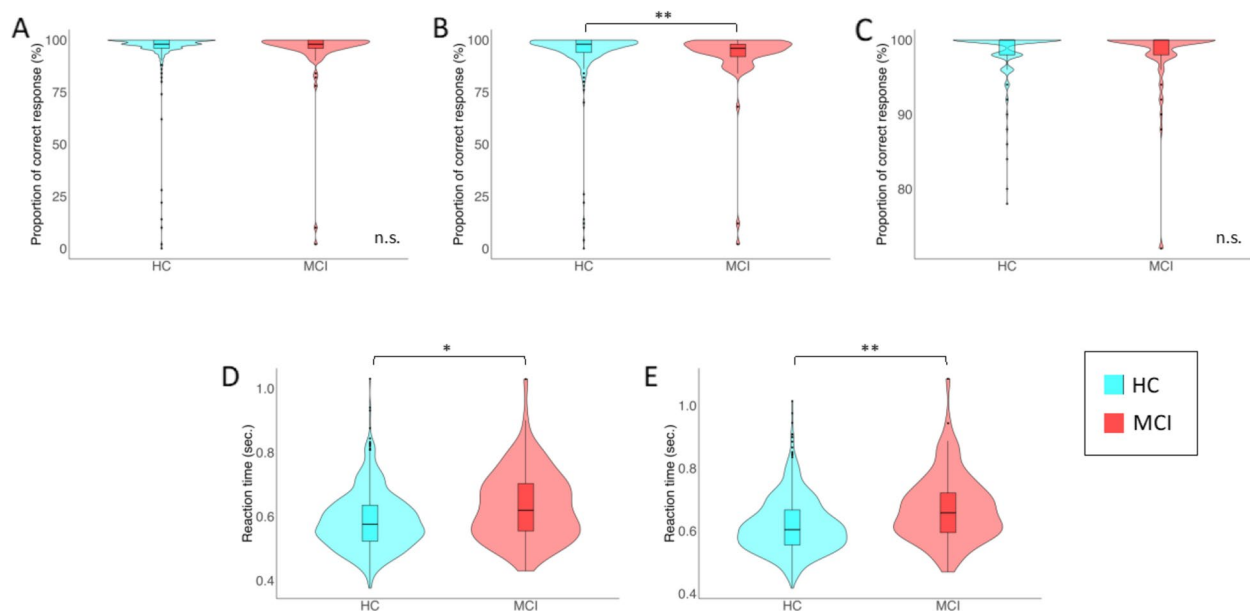 A
Proportion of correct response (%)
100
75
50
25
0
HC
MCI
n.s.
B
**
Proportion of correct response (%)
100
75
50
25
0
HC
MCI
C
Proportion of correct response (%)
100
90
80
HC
MCI
n.s.
D
*
Reaction time (sec.)
1.0
0.8
0.6
0.4
HC
MCI
E
**
Reaction time (sec.)
1.0
0.8
0.6
0.4
HC
MCI
HC
MCI